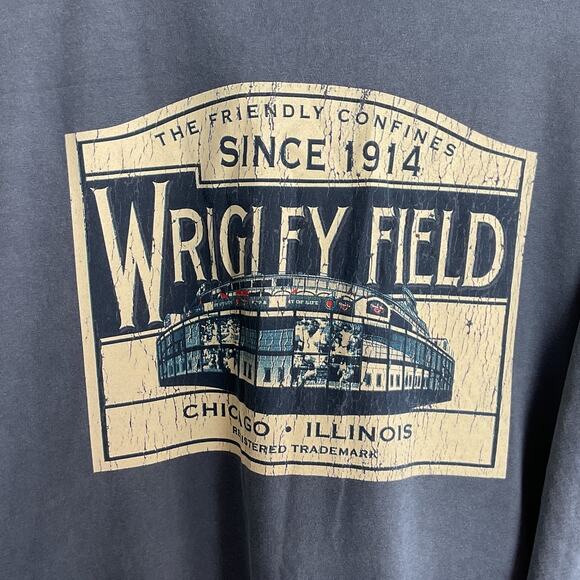 THE FRIENDLY CONFINES
SINCE 1914
WRIGLEY FIELD
CHICAGO • ILLINOIS
REGISTERED TRADEMARK